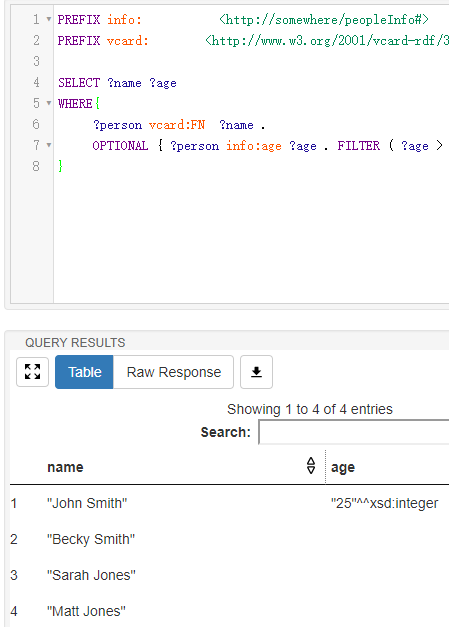 1 PREFIX info: <http://somewhere/peopleInfo#>
2 PREFIX vcard: <http://www.w3.org/2001/vcard-rdf/3
3
4 SELECT ?name ?age
5 WHERE{
6 ?person vcard:FN ?name .
7 OPTIONAL { ?person info:age ?age . FILTER ( ?age >
8 }
QUERY RESULTS
Table Raw Response
Showing 1 to 4 of 4 entries
Search:
name age
1 "John Smith" "25"^^xsd:integer
2 "Becky Smith"
3 "Sarah Jones"
4 "Matt Jones"